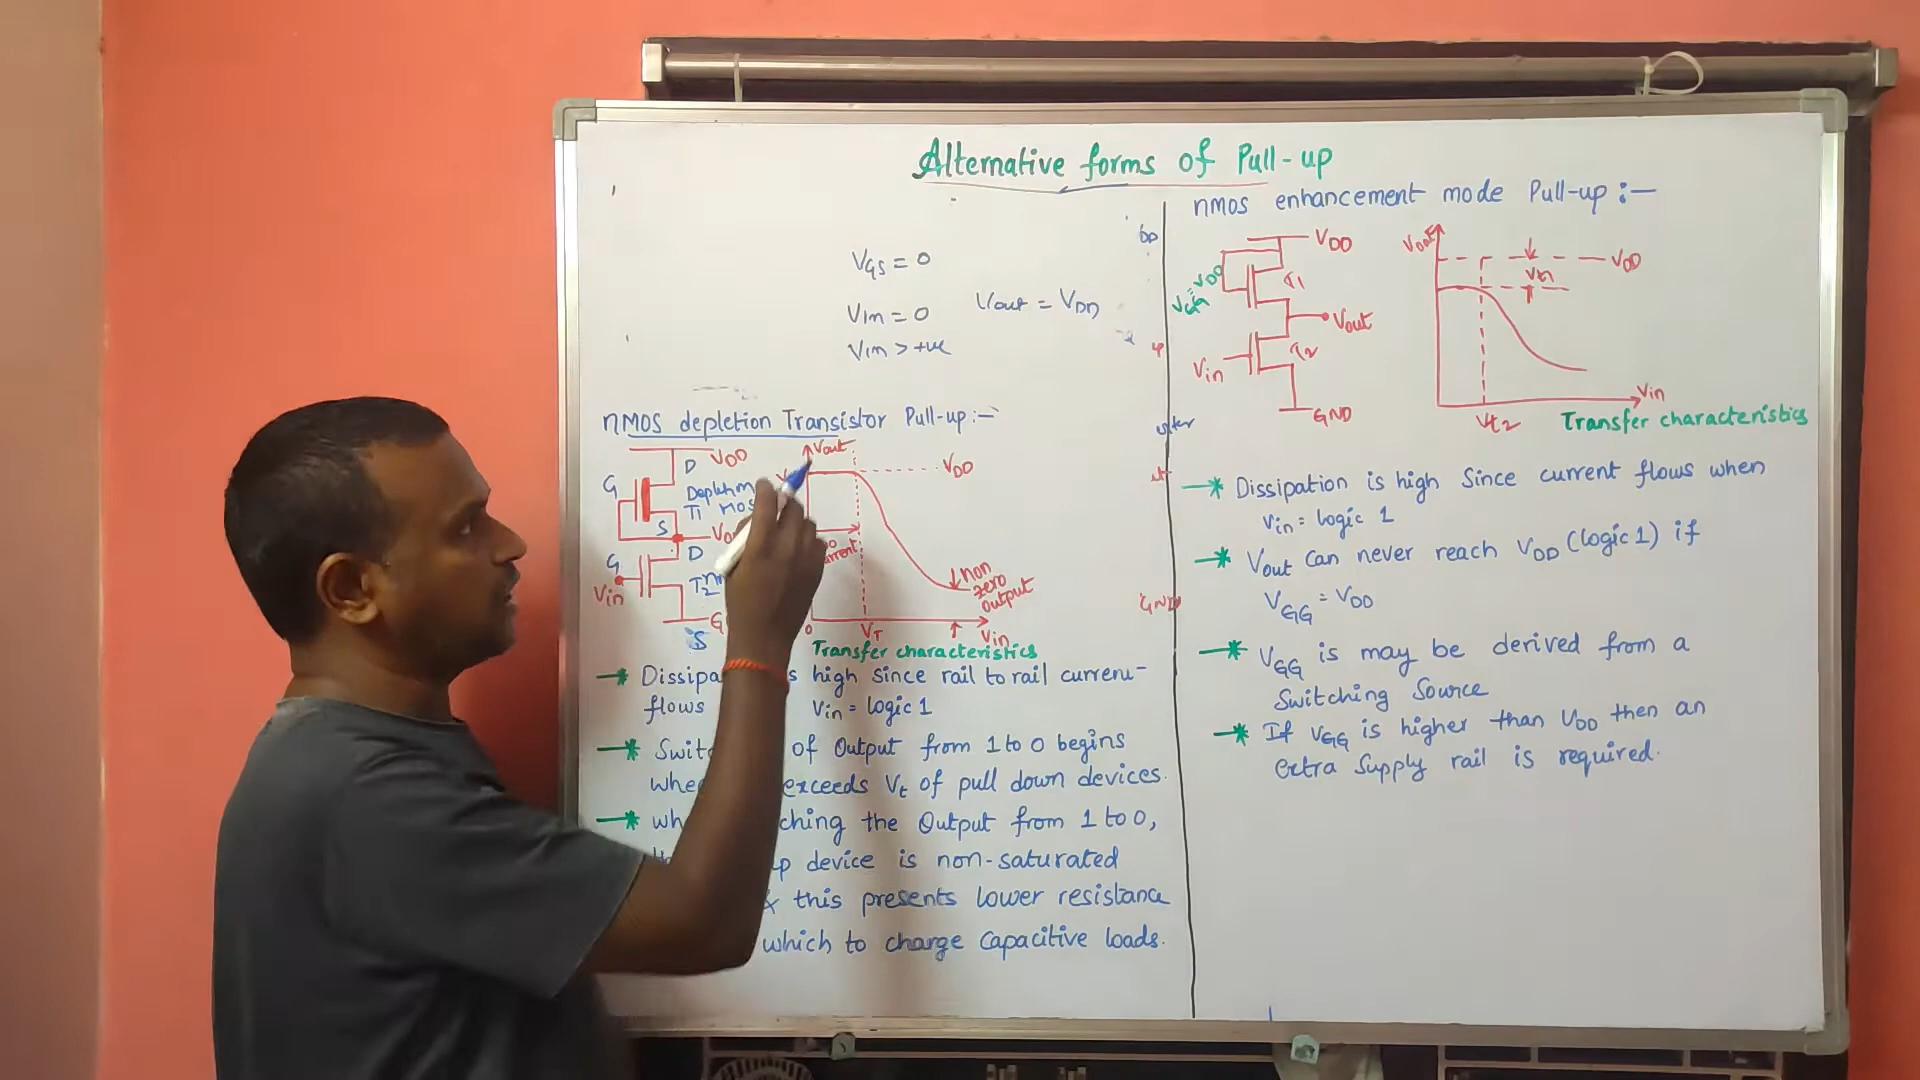 Alternative forms of Pull-up
VGS = 0
Vin = 0
Vout = VDD
Vin > +ve
nMOS depletion Transistor Pull-up :-
VDD
D
G
T1
S
D
G
Vin
T2
S
Vout
VDD
non
zero
output
0
VT
Vin
Transfer characteristics
high since rail to rail current
flows
Vin = logic 1
of Output from 1 to 0 begins
exceeds Vt of pull down devices.
the Output from 1 to 0,
device is non-saturated
this presents lower resistance
which to charge capacitive loads.
GND
nMOS enhancement mode Pull-up :-
VDD
VGG = VDD
T1
Vout
Vin
T2
GND
Vout
VDD
Vin
Vt2
Transfer characteristics
Dissipation is high Since current flows when
Vin = logic 1
Vout Can never reach VDD (logic 1) if
VGG = VDD
VGG is may be derived from a
Switching Source
If VGG is higher than VDD then an
extra Supply rail is required.